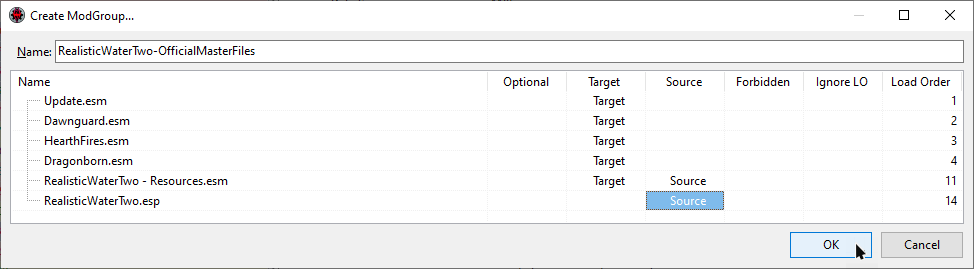 Create ModGroup...
Name: RealisticWaterTwo-OfficialMasterFiles
Name Optional Target Source Forbidden Ignore LO Load Order
Update.esm Target 1
Dawnguard.esm Target 2
HearthFires.esm Target 3
Dragonborn.esm Target 4
RealisticWaterTwo - Resources.esm Target Source 11
RealisticWaterTwo.esp Source 14
OK Cancel